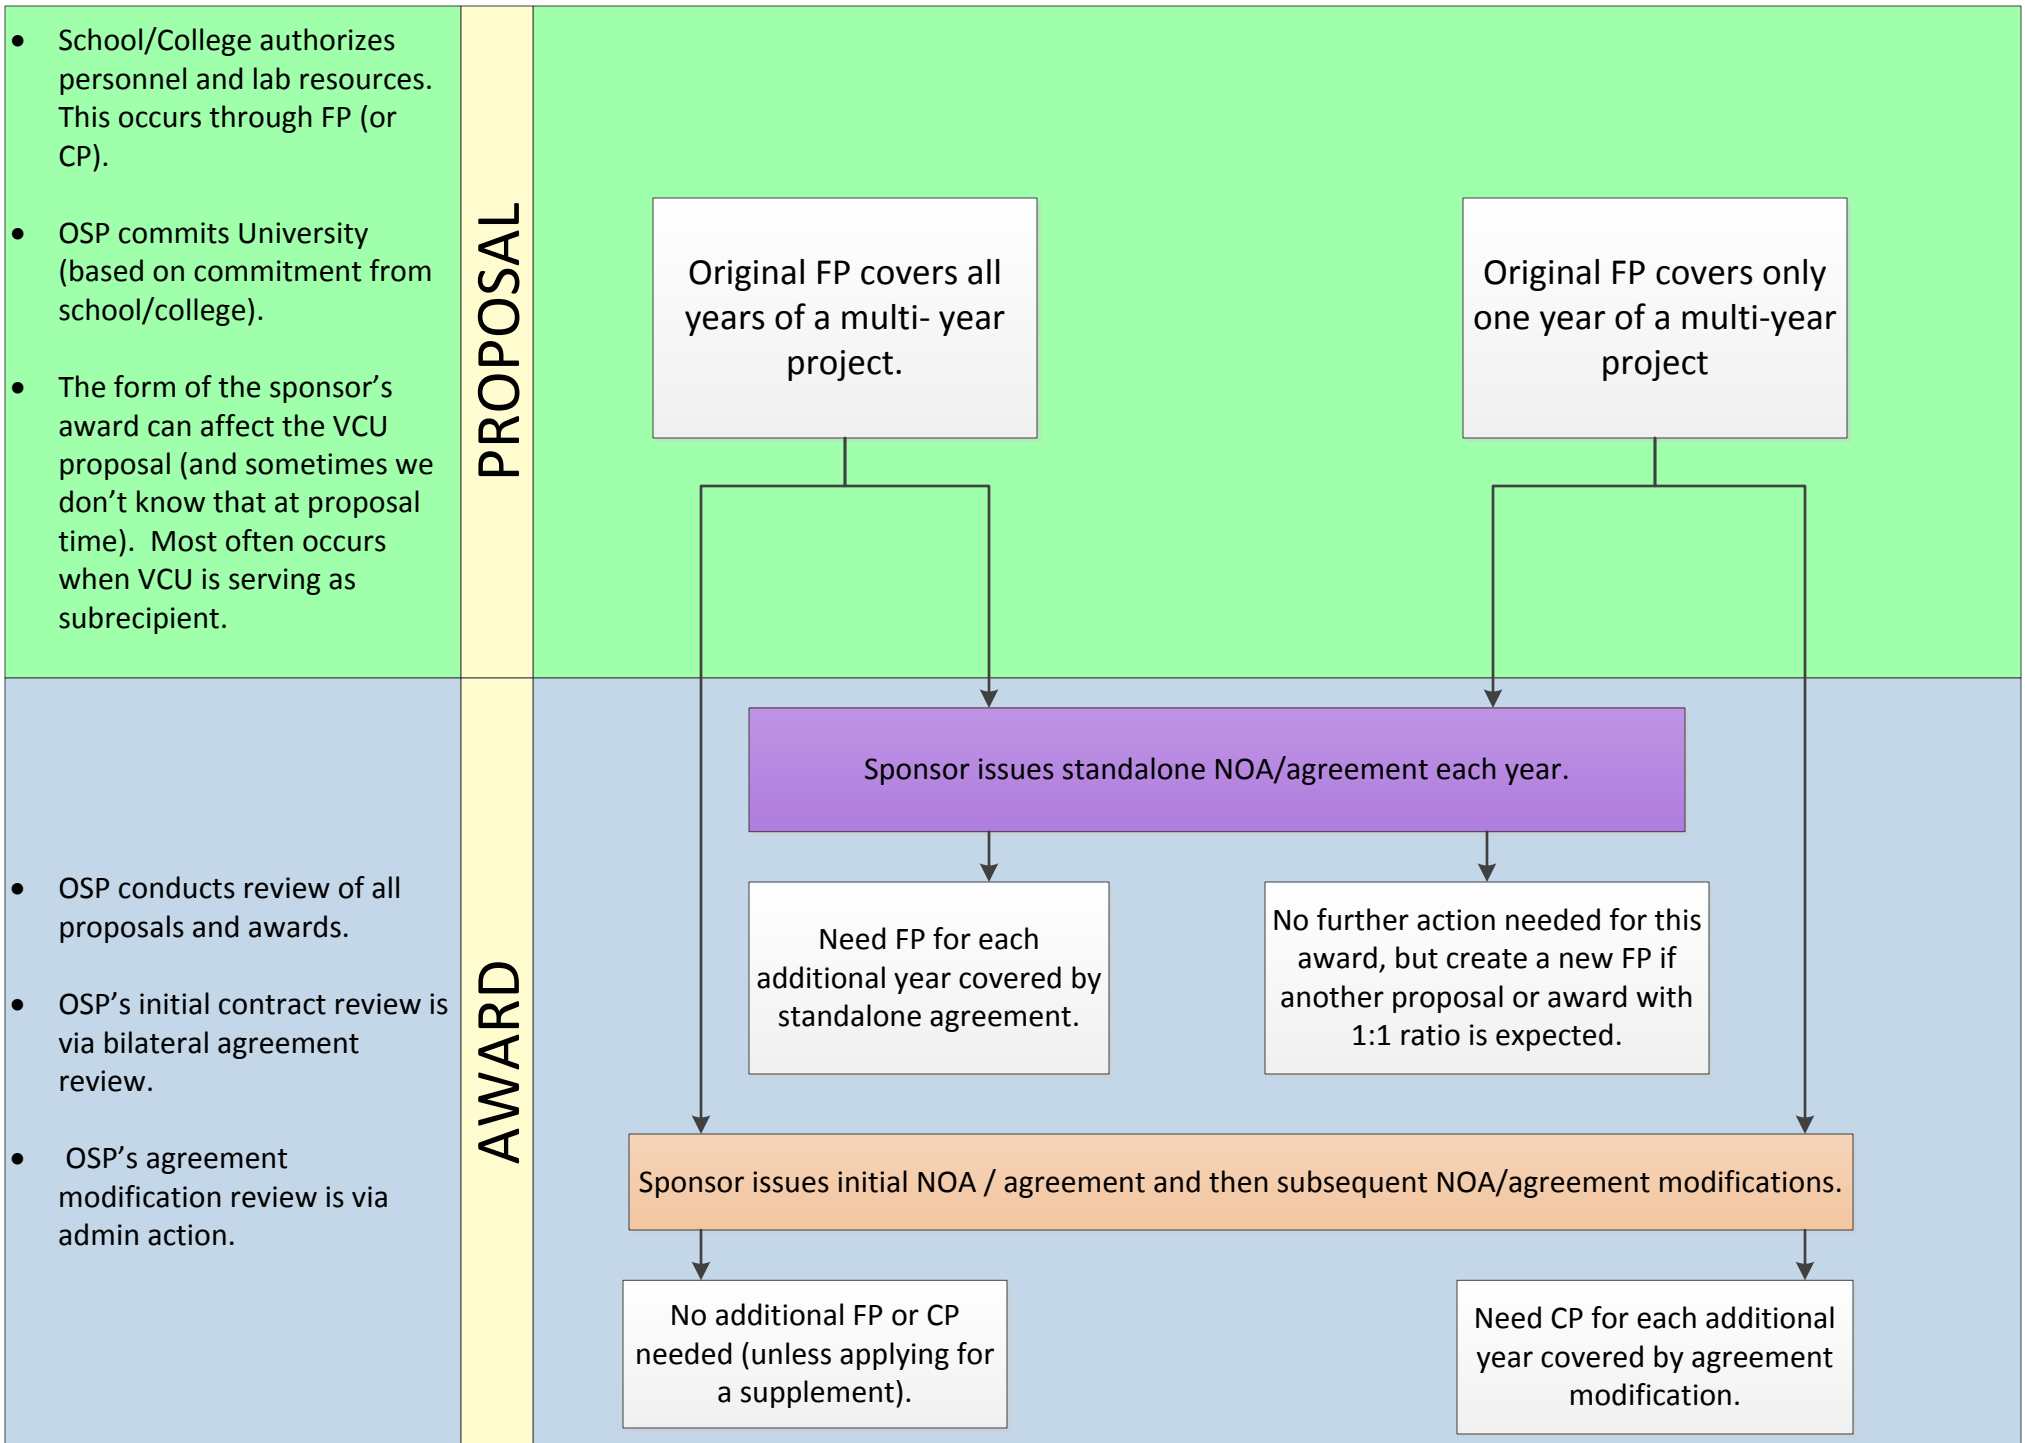 • School/College authorizes
personnel and lab resources.
This occurs through FP (or
CP).
• OSP commits University
(based on commitment from
school/college).
• The form of the sponsor’s
award can affect the VCU
proposal (and sometimes we
don’t know that at proposal
time).  Most often occurs
when VCU is serving as
subrecipient.
PROPOSAL
Original FP covers all
years of a multi- year
project.
Original FP covers only
one year of a multi-year
project
• OSP conducts review of all
proposals and awards.
• OSP’s initial contract review is
via bilateral agreement
review.
• OSP’s agreement
modification review is via
admin action.
AWARD
Sponsor issues standalone NOA/agreement each year.
Need FP for each
additional year covered by
standalone agreement.
No further action needed for this
award, but create a new FP if
another proposal or award with
1:1 ratio is expected.
Sponsor issues initial NOA / agreement and then subsequent NOA/agreement modifications.
No additional FP or CP
needed (unless applying for
a supplement).
Need CP for each additional
year covered by agreement
modification.